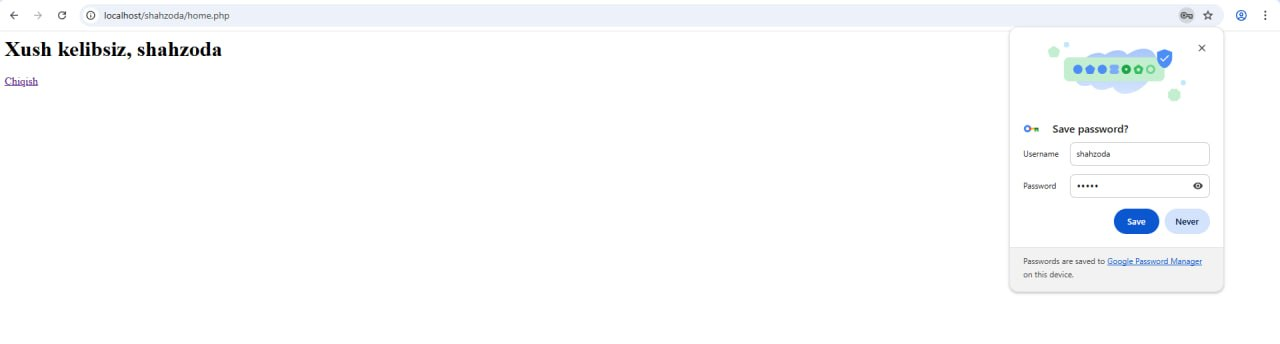 localhost/shahzoda/home.php
Xush kelibsiz, shahzoda
Chiqish
Save password?
Username shahzoda
Password •••••
Save Never
Passwords are saved to Google Password Manager
on this device.